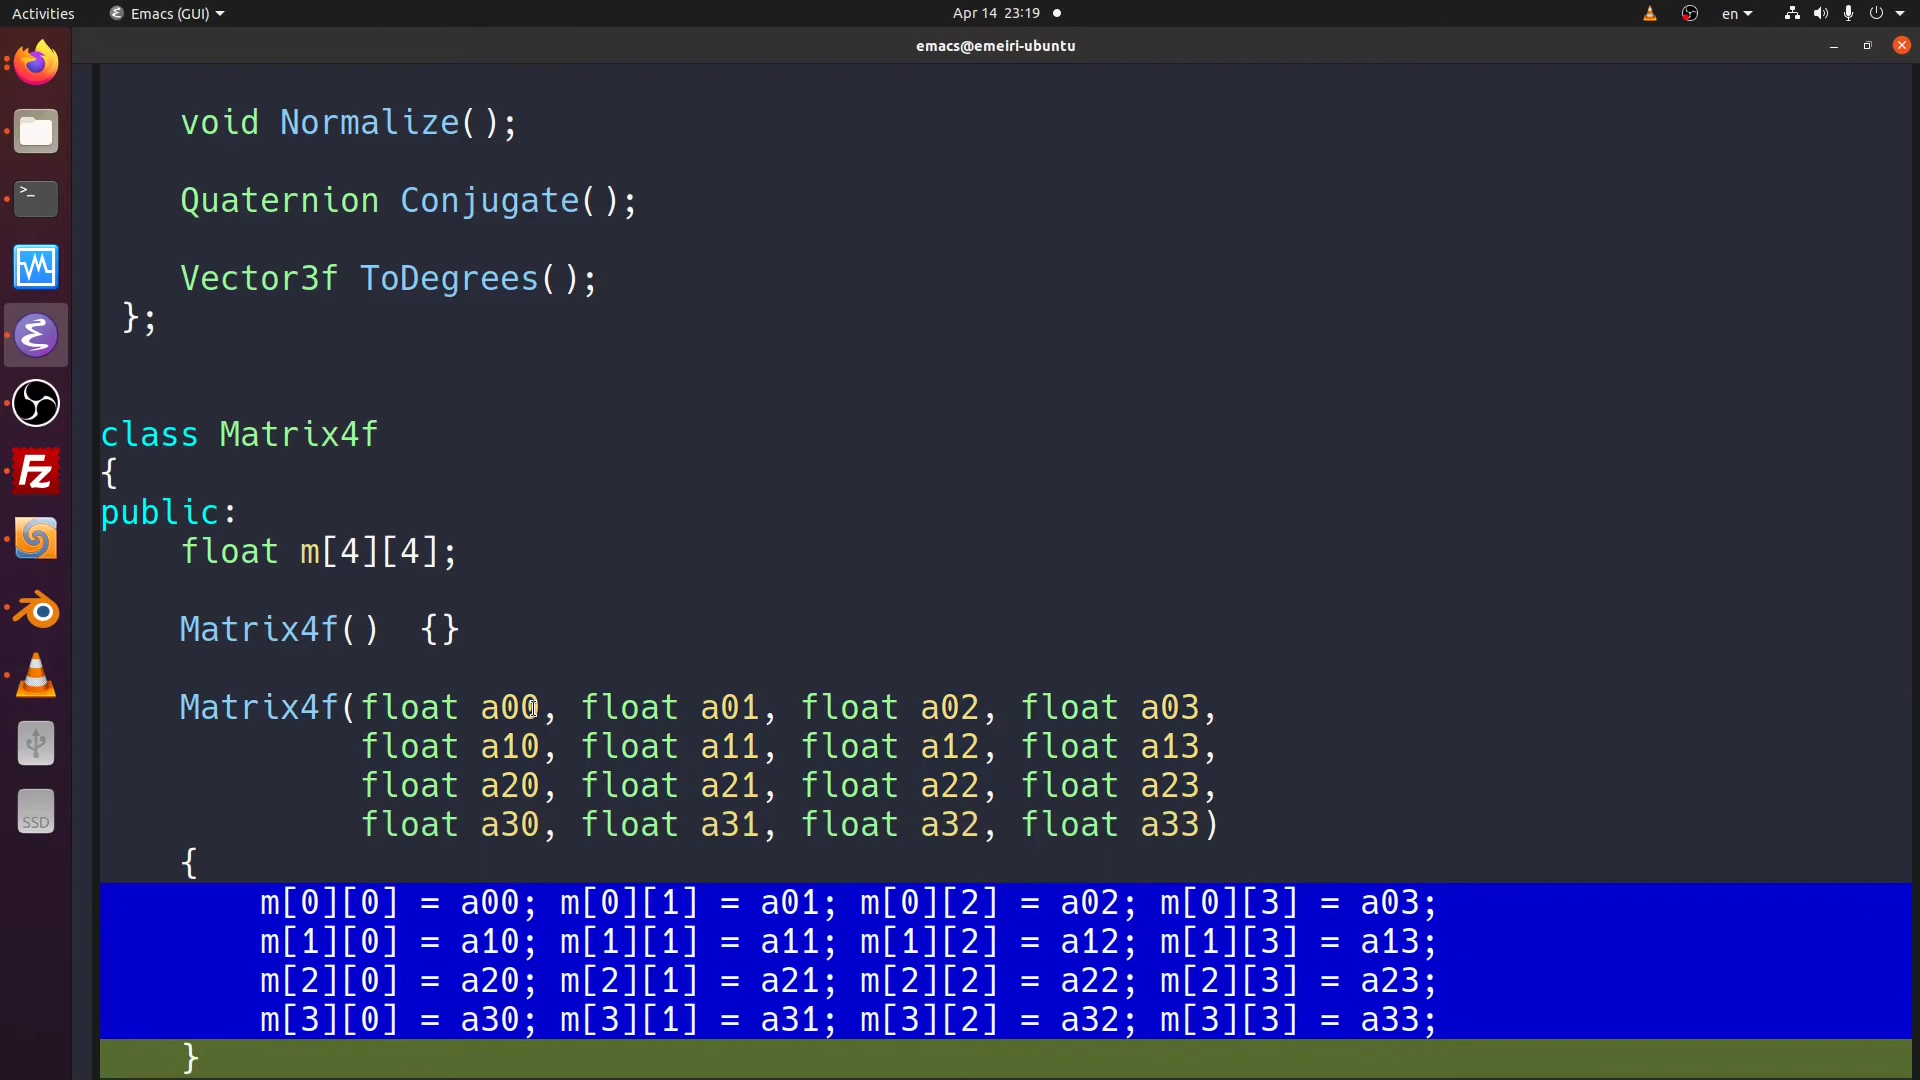 Activities Emacs (GUI) Apr 14 23:19 en
emacs@emeiri-ubuntu
void Normalize();
Quaternion Conjugate();
Vector3f ToDegrees();
};
class Matrix4f
{
public:
float m[4][4];
Matrix4f() {}
Matrix4f(float a00, float a01, float a02, float a03,
float a10, float a11, float a12, float a13,
float a20, float a21, float a22, float a23,
float a30, float a31, float a32, float a33)
{
m[0][0] = a00; m[0][1] = a01; m[0][2] = a02; m[0][3] = a03;
m[1][0] = a10; m[1][1] = a11; m[1][2] = a12; m[1][3] = a13;
m[2][0] = a20; m[2][1] = a21; m[2][2] = a22; m[2][3] = a23;
m[3][0] = a30; m[3][1] = a31; m[3][2] = a32; m[3][3] = a33;
}
>_
Fz
SSD